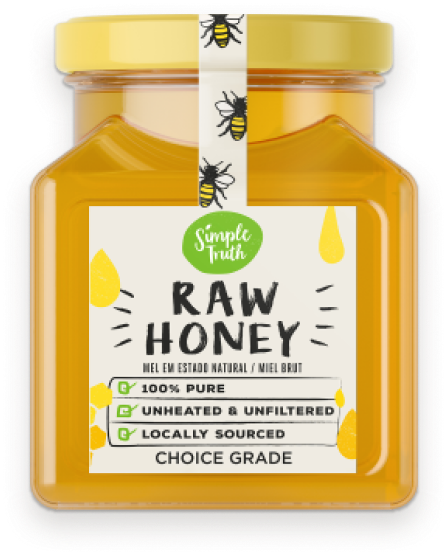 Simple
Truth
RAW
HONEY
MEL EM ESTADO NATURAL / MIEL BRUT
100% PURE
UNHEATED & UNFILTERED
LOCALLY SOURCED
CHOICE GRADE